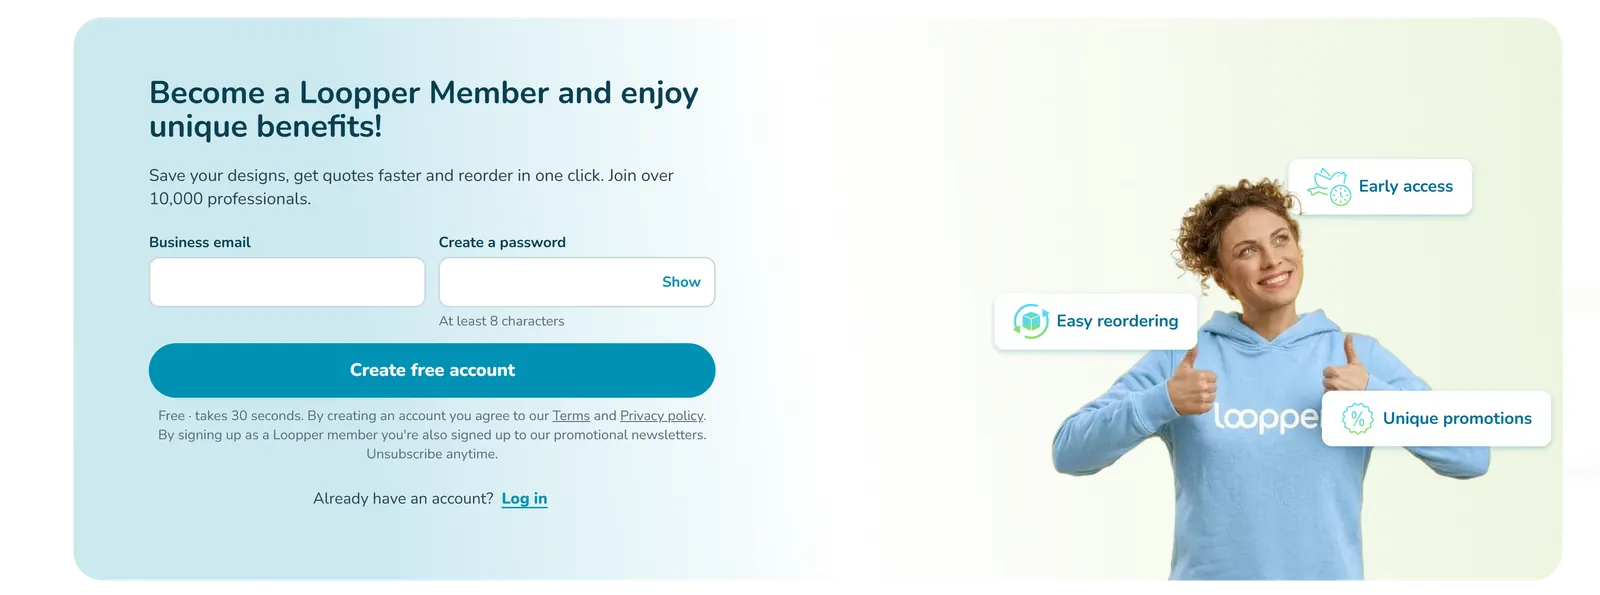 Become a Loopper Member and enjoy
unique benefits!
Save your designs, get quotes faster and reorder in one click. Join over
10,000 professionals.
Business email
Create a password
Show
At least 8 characters
Create free account
Free · takes 30 seconds. By creating an account you agree to our Terms and Privacy policy.
By signing up as a Loopper member you're also signed up to our promotional newsletters.
Unsubscribe anytime.
Already have an account? Log in
Early access
Easy reordering
loopper
Unique promotions